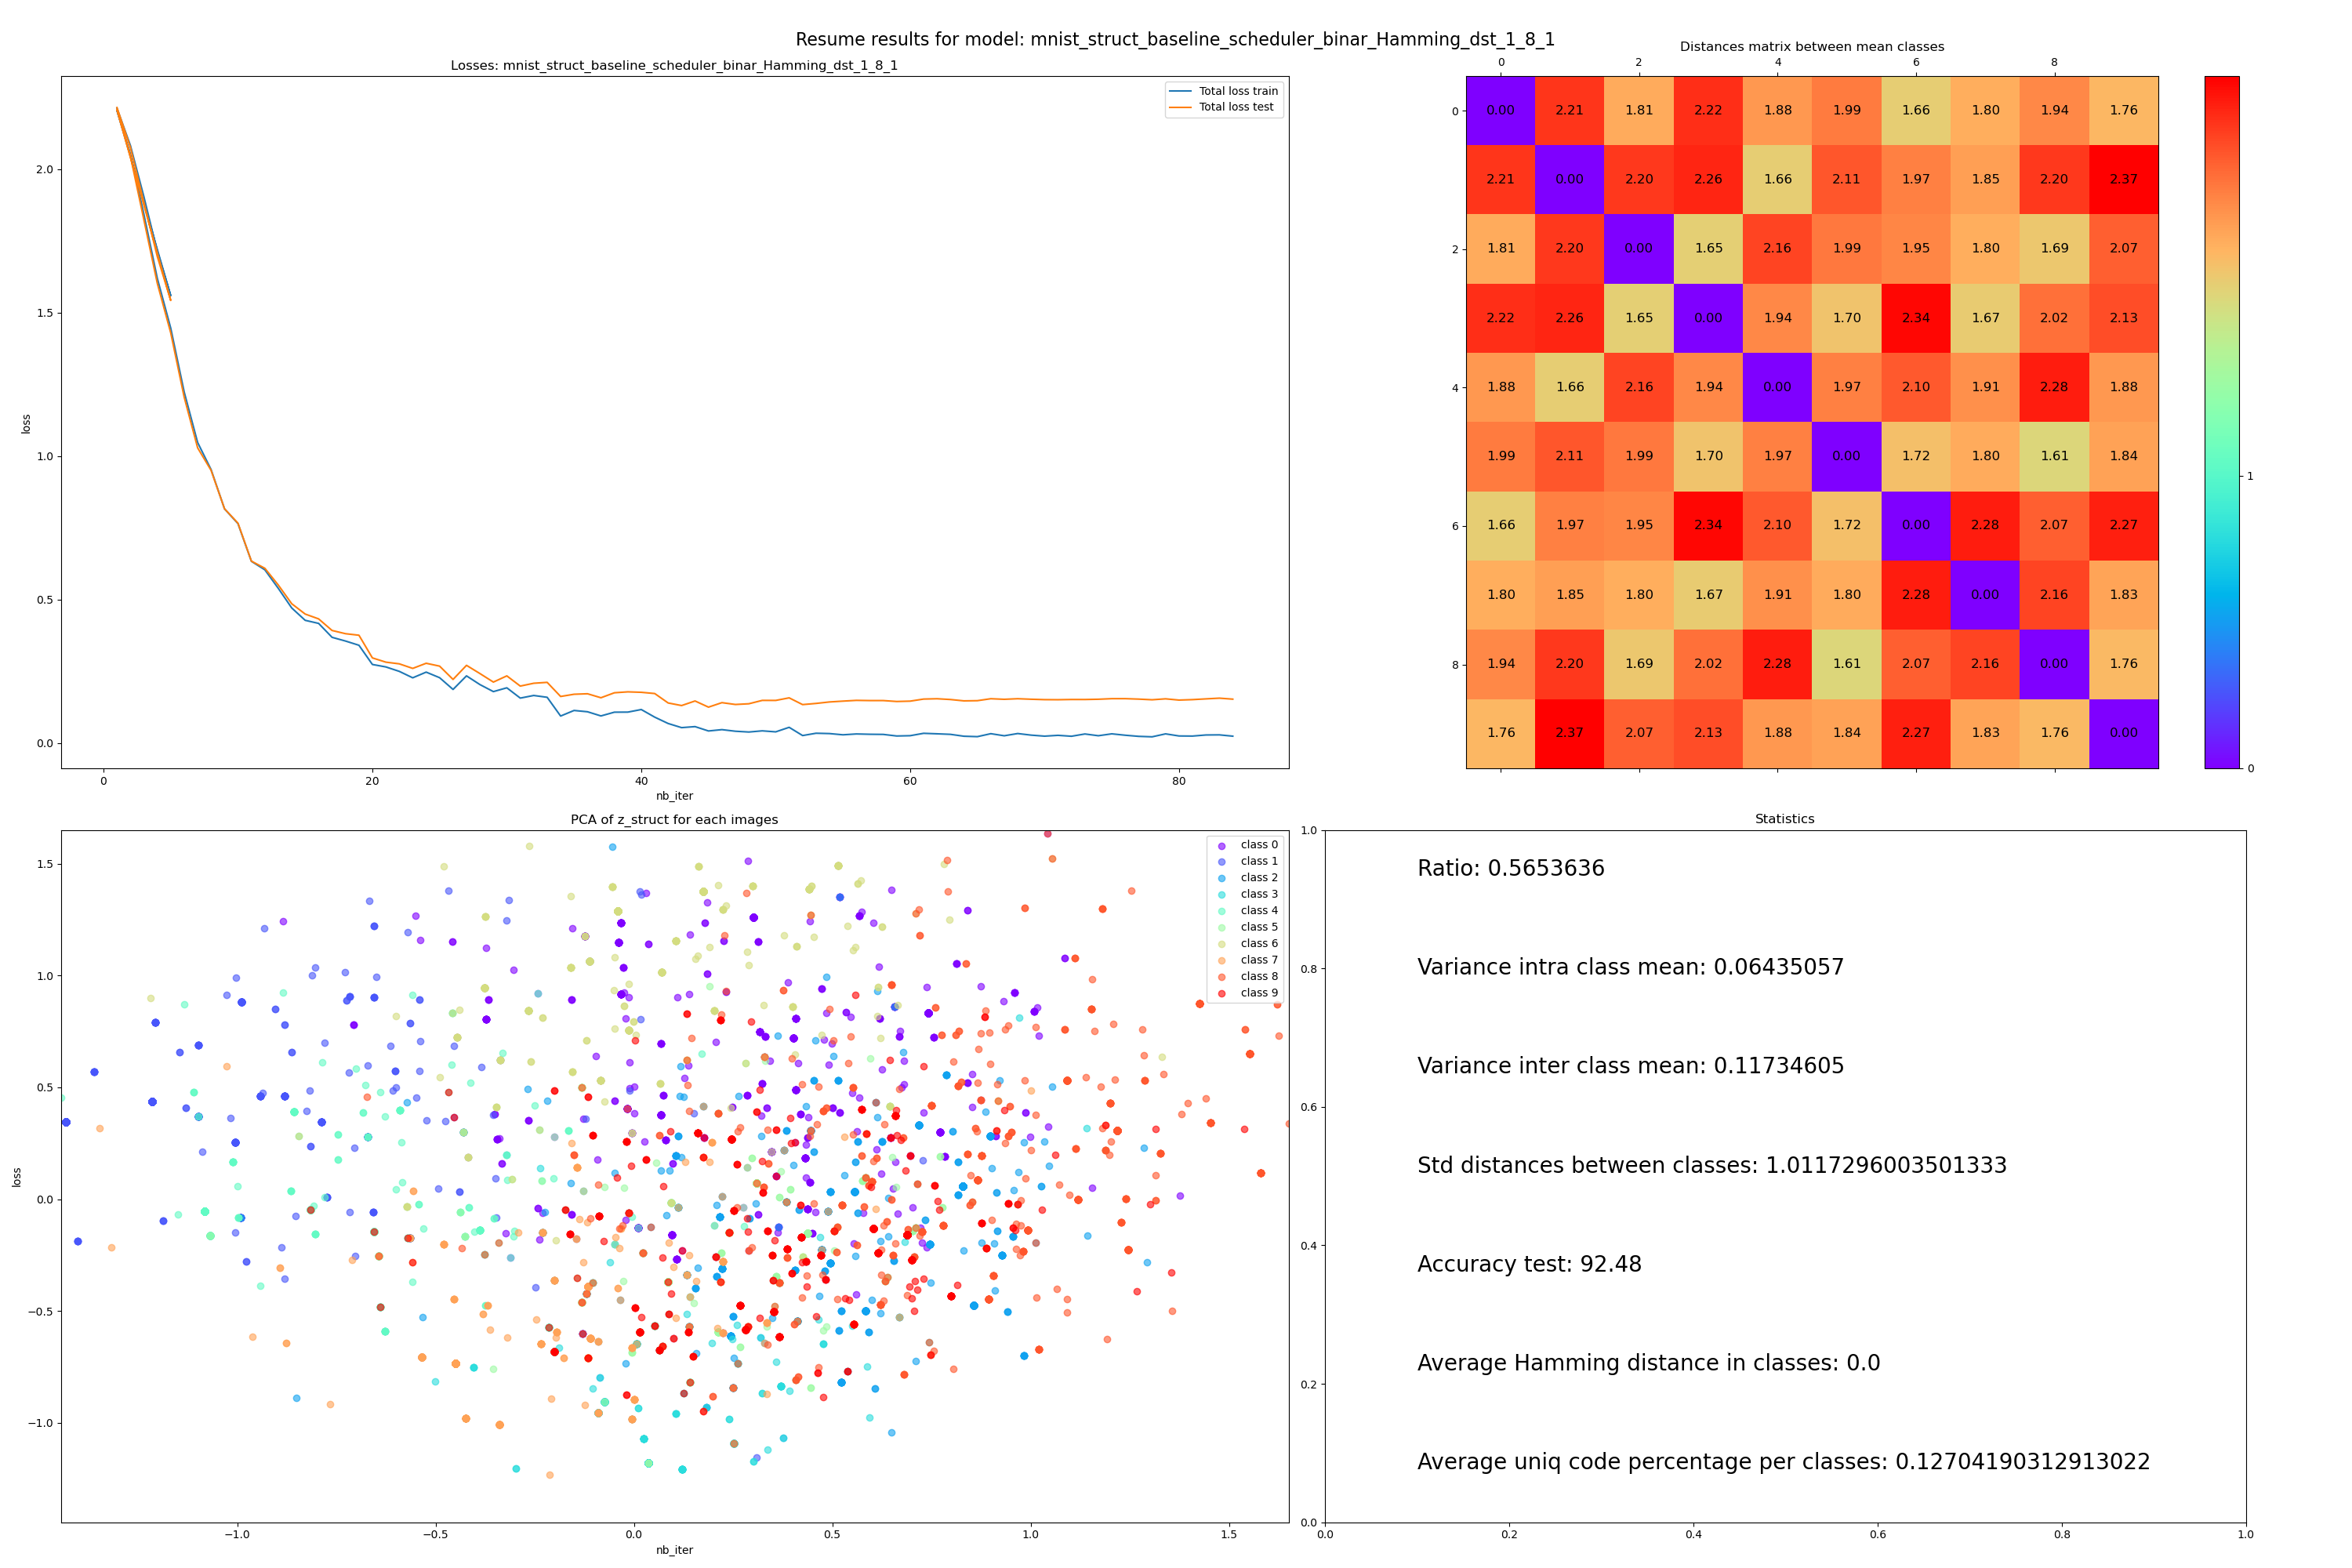 Resume results for model: mnist_struct_baseline_scheduler_binar_Hamming_dst_1_8_1
Losses: mnist_struct_baseline_scheduler_binar_Hamming_dst_1_8_1
Total loss train
Total loss test
2.0
1.5
1.0
0.5
0.0
loss
0 20 40 60 80
nb_iter
Distances matrix between mean classes
0 2 4 6 8
0 0.00 2.21 1.81 2.22 1.88 1.99 1.66 1.80 1.94 1.76
2.21 0.00 2.20 2.26 1.66 2.11 1.97 1.85 2.20 2.37
2 1.81 2.20 0.00 1.65 2.16 1.99 1.95 1.80 1.69 2.07
2.22 2.26 1.65 0.00 1.94 1.70 2.34 1.67 2.02 2.13
4 1.88 1.66 2.16 1.94 0.00 1.97 2.10 1.91 2.28 1.88
1.99 2.11 1.99 1.70 1.97 0.00 1.72 1.80 1.61 1.84
6 1.66 1.97 1.95 2.34 2.10 1.72 0.00 2.28 2.07 2.27
1.80 1.85 1.80 1.67 1.91 1.80 2.28 0.00 2.16 1.83
8 1.94 2.20 1.69 2.02 2.28 1.61 2.07 2.16 0.00 1.76
1.76 2.37 2.07 2.13 1.88 1.84 2.27 1.83 1.76 0.00
1
0
PCA of z_struct for each images
class 0
class 1
class 2
class 3
class 4
class 5
class 6
class 7
class 8
class 9
1.5
1.0
0.5
0.0
−0.5
−1.0
loss
−1.0 −0.5 0.0 0.5 1.0 1.5
nb_iter
Statistics
1.0
0.8
0.6
0.4
0.2
0.0
Ratio: 0.5653636
Variance intra class mean: 0.06435057
Variance inter class mean: 0.11734605
Std distances between classes: 1.0117296003501333
Accuracy test: 92.48
Average Hamming distance in classes: 0.0
Average uniq code percentage per classes: 0.12704190312913022
0.0 0.2 0.4 0.6 0.8 1.0